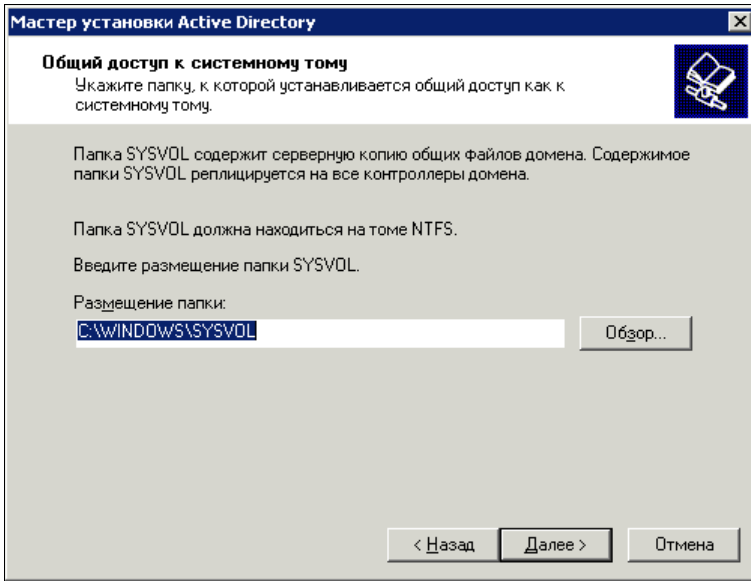 Мастер установки Active Directory
Общий доступ к системному тому
Укажите папку, к которой устанавливается общий доступ как к
системному тому.
Папка SYSVOL содержит серверную копию общих файлов домена. Содержимое
папки SYSVOL реплицируется на все контроллеры домена.
Папка SYSVOL должна находиться на томе NTFS.
Введите размещение папки SYSVOL.
Размещение папки:
C:\WINDOWS\SYSVOL
Обзор...
< Назад
Далее >
Отмена